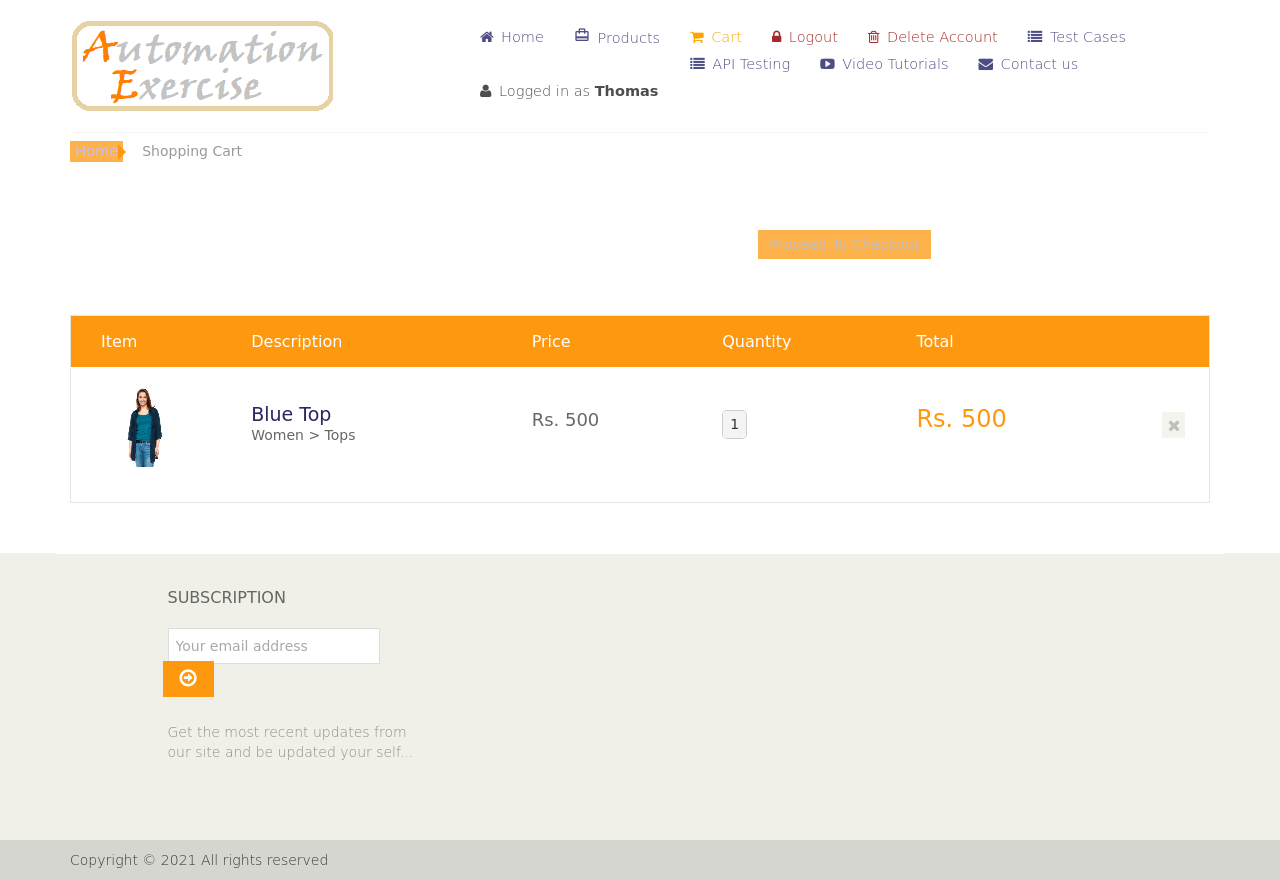 Automation
Exercise
Home
Products
Cart
Logout
Delete Account
Test Cases
API Testing
Video Tutorials
Contact us
Logged in as Thomas
Home
Shopping Cart
Proceed To Checkout
Item Description Price Quantity Total
Blue Top
Women > Tops
Rs. 500
1
Rs. 500
SUBSCRIPTION
Your email address
Get the most recent updates from
our site and be updated your self...
Copyright © 2021 All rights reserved